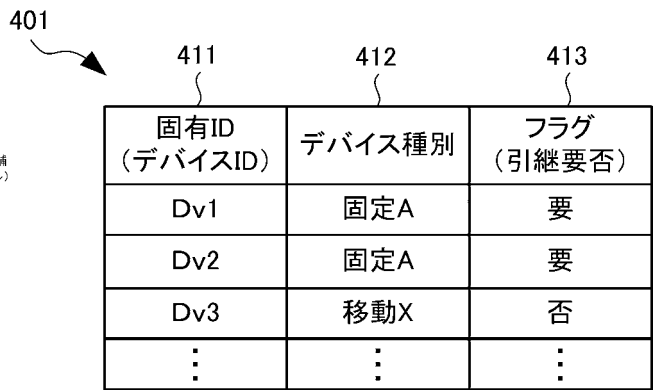 401
411 412 413
固有ID
(デバイスID)
デバイス種別
フラグ
(引継要否)
Dv1 固定A 要
Dv2 固定A 要
Dv3 移動X 否
⋮ ⋮ ⋮